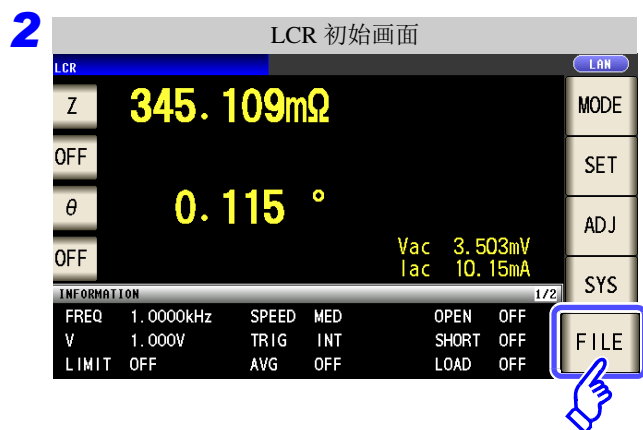 2
LCR 初始画面
LCR
LAN
Z 345.109mΩ
MODE
OFF
SET
θ 0.115 °
ADJ
OFF
Vac 3.503mV
Iac 10.15mA
SYS
INFORMATION 1/2
FREQ 1.0000kHz SPEED MED OPEN OFF
V 1.000V TRIG INT SHORT OFF
LIMIT OFF AVG OFF LOAD OFF
FILE